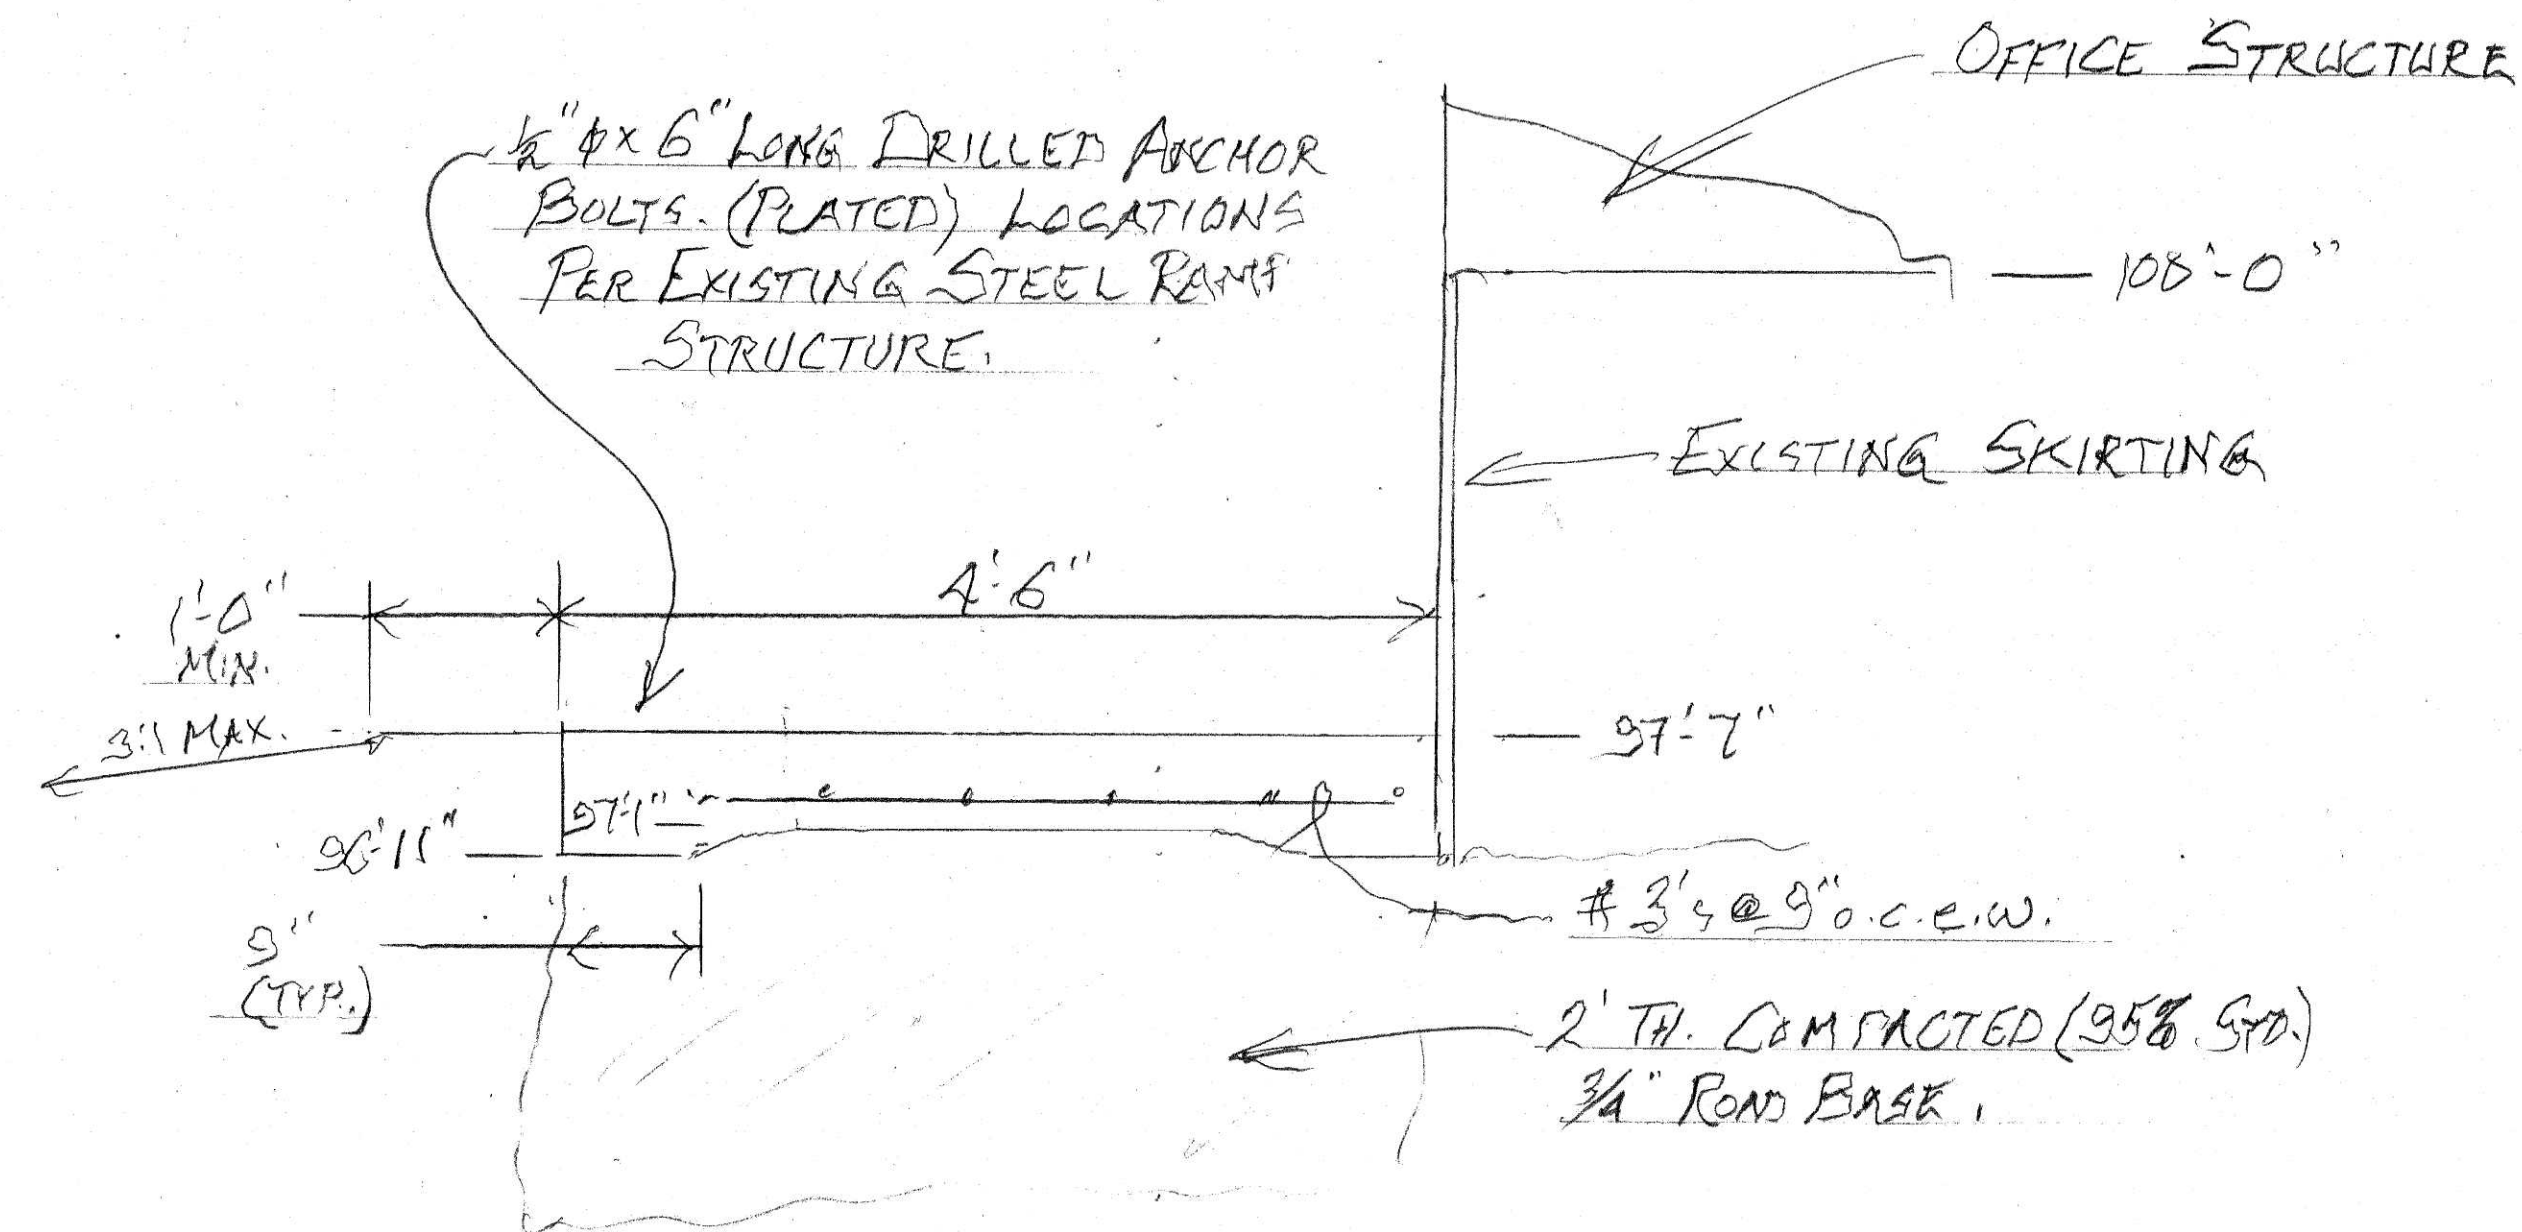 OFFICE STRUCTURE
½"ϕ x 6" LONG DRILLED ANCHOR
BOLTS. (PLATED) LOCATIONS
PER EXISTING STEEL RAMP
STRUCTURE.
108'-0"
EXISTING SKIRTING
1'-0"
MIN.
4'-6"
3:1 MAX.
97'-7"
97'-1"
96'-11"
#3's @ 9" o.c.e.w.
9"
(TYP.)
2' TH. COMPACTED (95% STD.)
3/4" ROAD BASE.